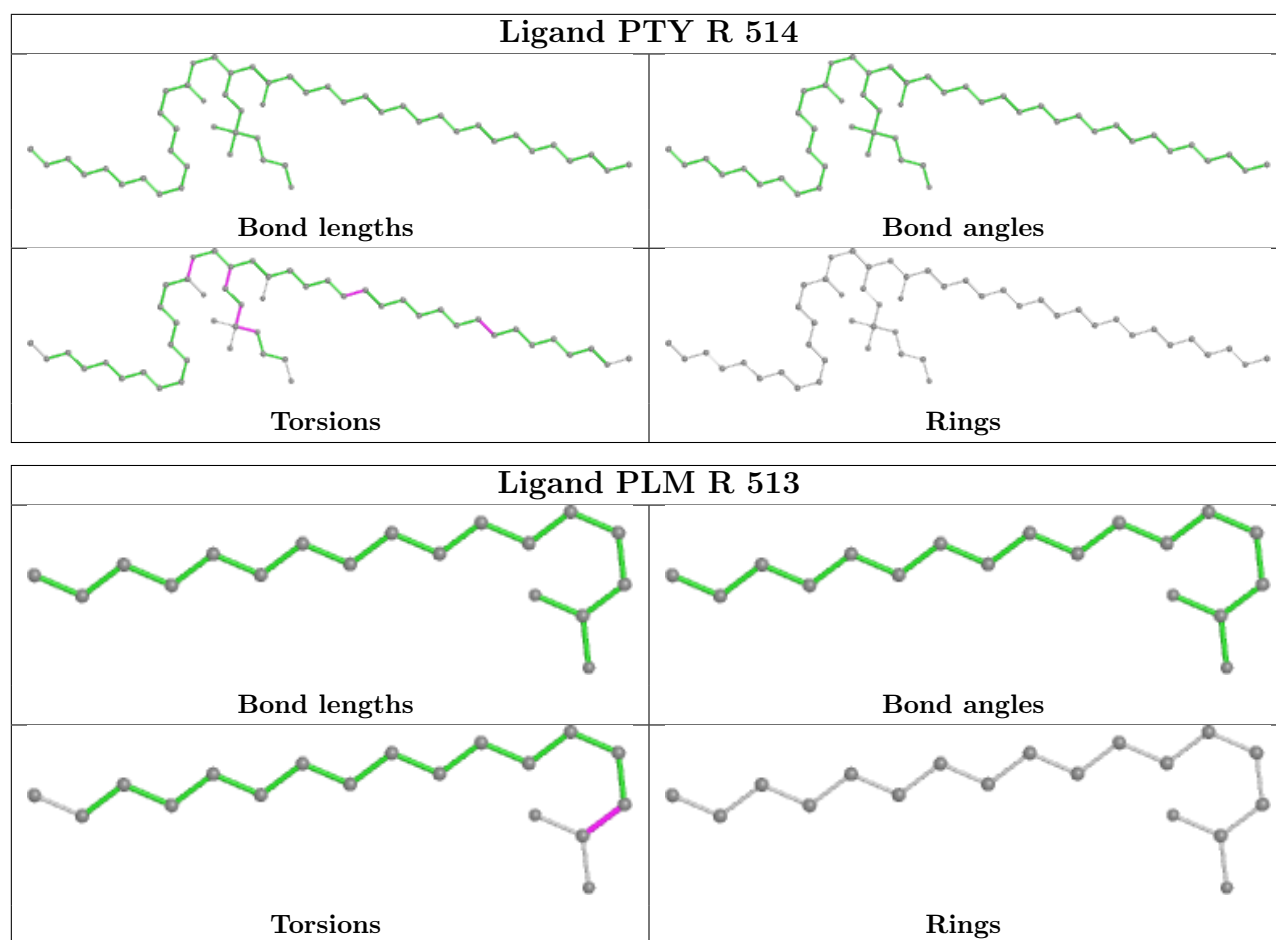 Ligand PTY R 514
Bond lengths
Bond angles
Torsions
Rings
Ligand PLM R 513
Bond lengths
Bond angles
Torsions
Rings